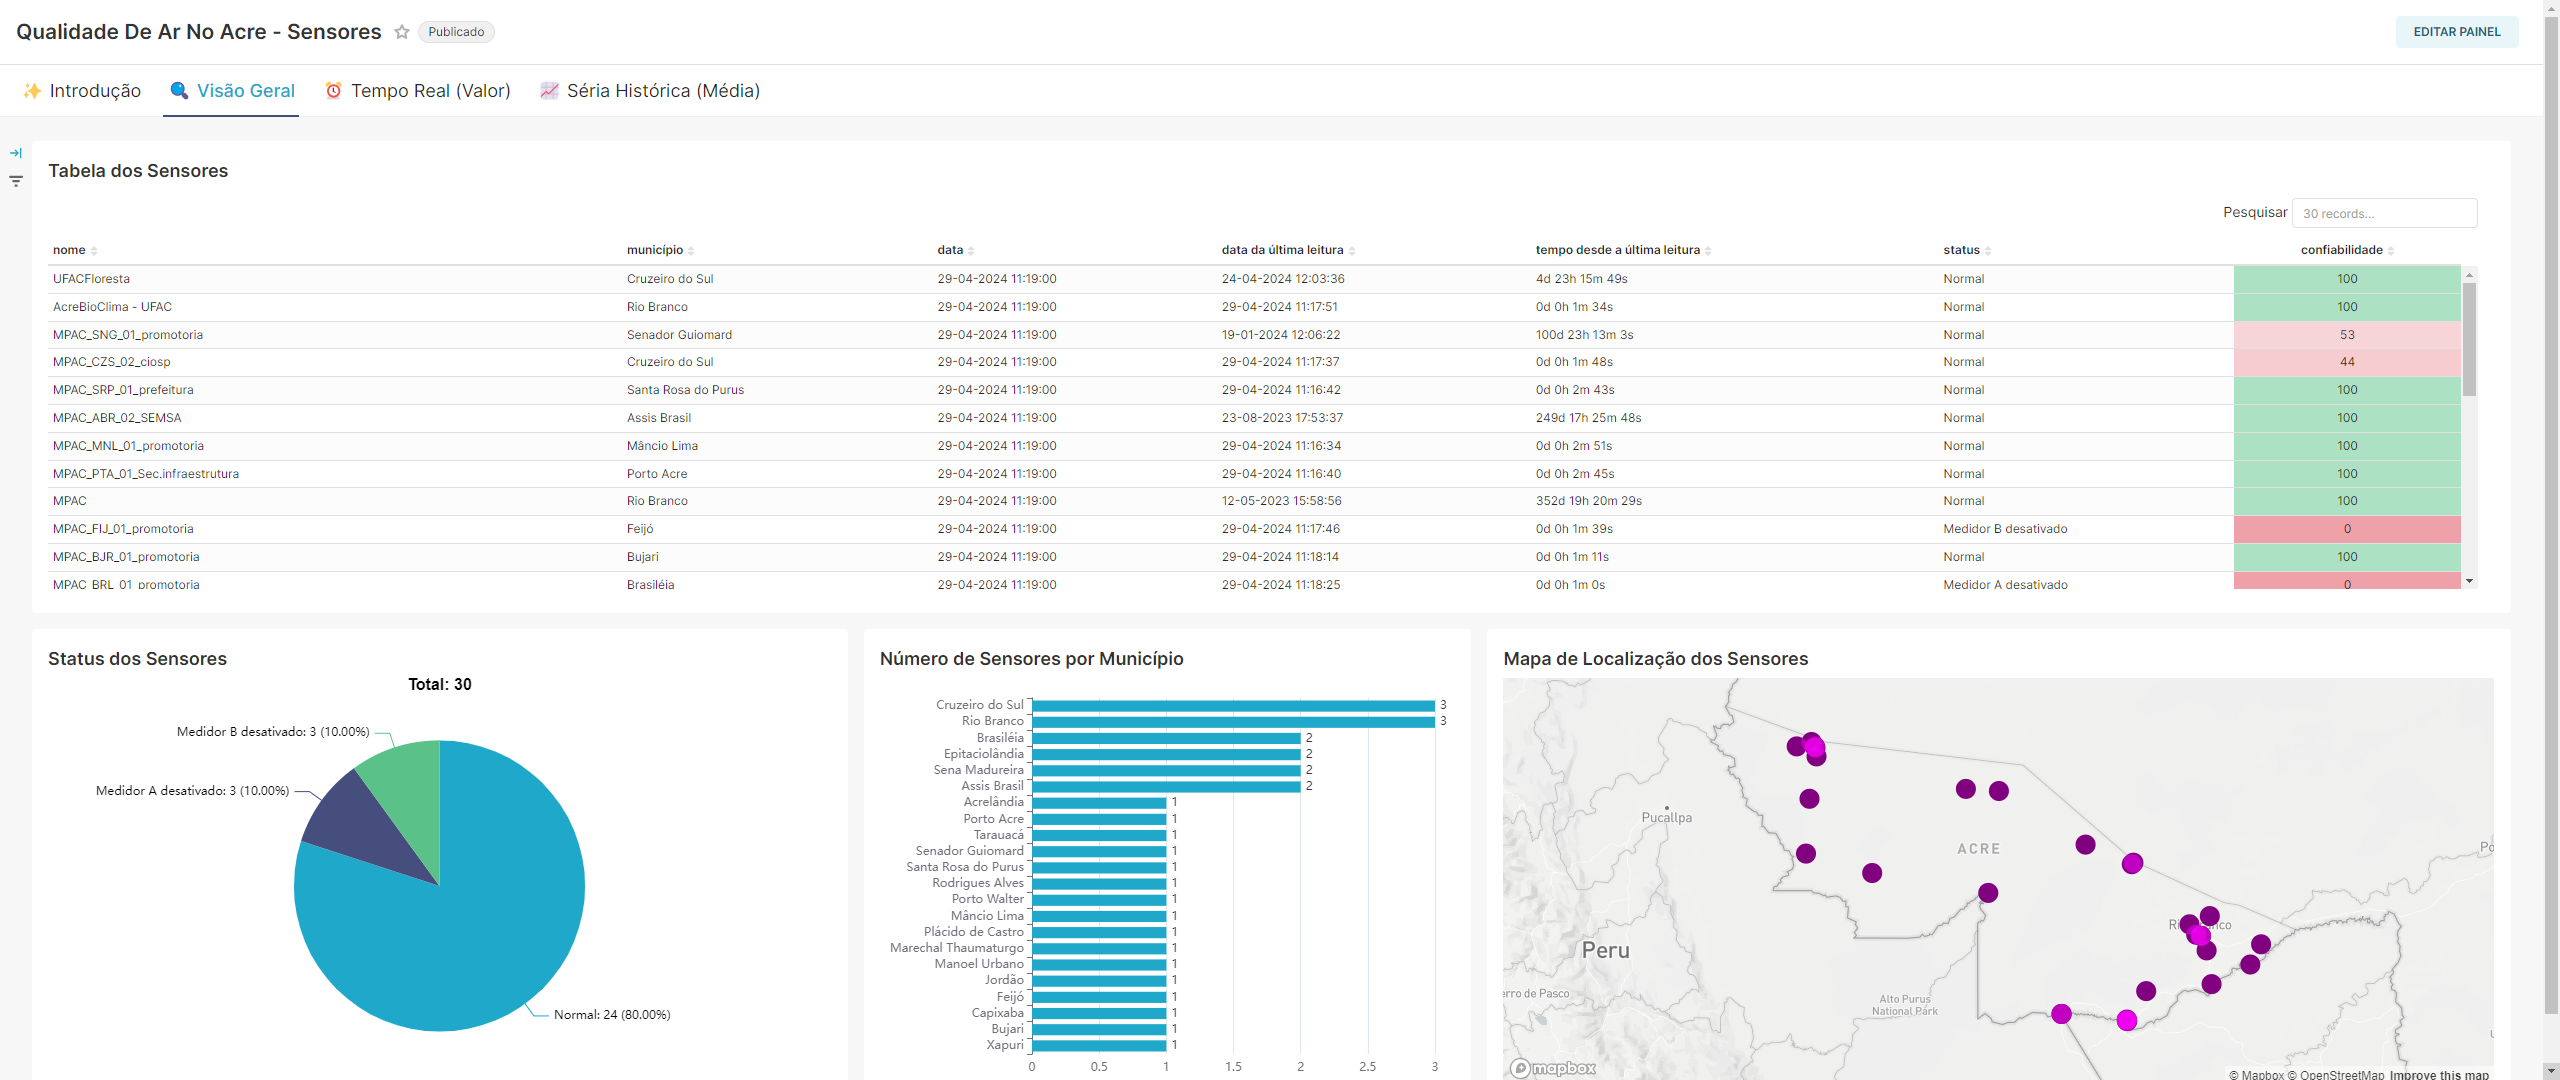 Qualidade De Ar No Acre - Sensores Publicado EDITAR PAINEL
Introdução Visão Geral Tempo Real (Valor) Séria Histórica (Média)
Tabela dos Sensores
Pesquisar 30 records...
nome município data data da última leitura tempo desde a última leitura status confiabilidade
UFACFloresta Cruzeiro do Sul 29-04-2024 11:19:00 24-04-2024 12:03:36 4d 23h 15m 49s Normal 100
AcreBioClima - UFAC Rio Branco 29-04-2024 11:19:00 29-04-2024 11:17:51 0d 0h 1m 34s Normal 100
MPAC_SNG_01_promotoria Senador Guiomard 29-04-2024 11:19:00 19-01-2024 12:06:22 100d 23h 13m 3s Normal 53
MPAC_CZS_02_ciosp Cruzeiro do Sul 29-04-2024 11:19:00 29-04-2024 11:17:37 0d 0h 1m 48s Normal 44
MPAC_SRP_01_prefeitura Santa Rosa do Purus 29-04-2024 11:19:00 29-04-2024 11:16:42 0d 0h 2m 43s Normal 100
MPAC_ABR_02_SEMSA Assis Brasil 29-04-2024 11:19:00 23-08-2023 17:53:37 249d 17h 25m 48s Normal 100
MPAC_MNL_01_promotoria Mâncio Lima 29-04-2024 11:19:00 29-04-2024 11:16:34 0d 0h 2m 51s Normal 100
MPAC_PTA_01_Sec.infraestrutura Porto Acre 29-04-2024 11:19:00 29-04-2024 11:16:40 0d 0h 2m 45s Normal 100
MPAC Rio Branco 29-04-2024 11:19:00 12-05-2023 15:58:56 352d 19h 20m 29s Normal 100
MPAC_FIJ_01_promotoria Feijó 29-04-2024 11:19:00 29-04-2024 11:17:46 0d 0h 1m 39s Medidor B desativado 0
MPAC_BJR_01_promotoria Bujari 29-04-2024 11:19:00 29-04-2024 11:18:14 0d 0h 1m 11s Normal 100
MPAC_BRL_01_promotoria Brasiléia 29-04-2024 11:19:00 29-04-2024 11:18:25 0d 0h 1m 0s Medidor A desativado 0
Status dos Sensores
Total: 30
Medidor B desativado: 3 (10.00%)
Medidor A desativado: 3 (10.00%)
Normal: 24 (80.00%)
Número de Sensores por Município
Cruzeiro do Sul 3
Rio Branco 3
Brasiléia 2
Epitaciolândia 2
Sena Madureira 2
Assis Brasil 2
Acrelândia 1
Porto Acre 1
Tarauacá 1
Senador Guiomard 1
Santa Rosa do Purus 1
Rodrigues Alves 1
Porto Walter 1
Mâncio Lima 1
Plácido de Castro 1
Marechal Thaumaturgo 1
Manoel Urbano 1
Jordão 1
Feijó 1
Capixaba 1
Bujari 1
Xapuri 1
0 0.5 1 1.5 2 2.5 3
Mapa de Localização dos Sensores
Pucallpa
ACRE
Peru
erro de Pasco
Alto Purus
National Park
mapbox
© Mapbox © OpenStreetMap Improve this map